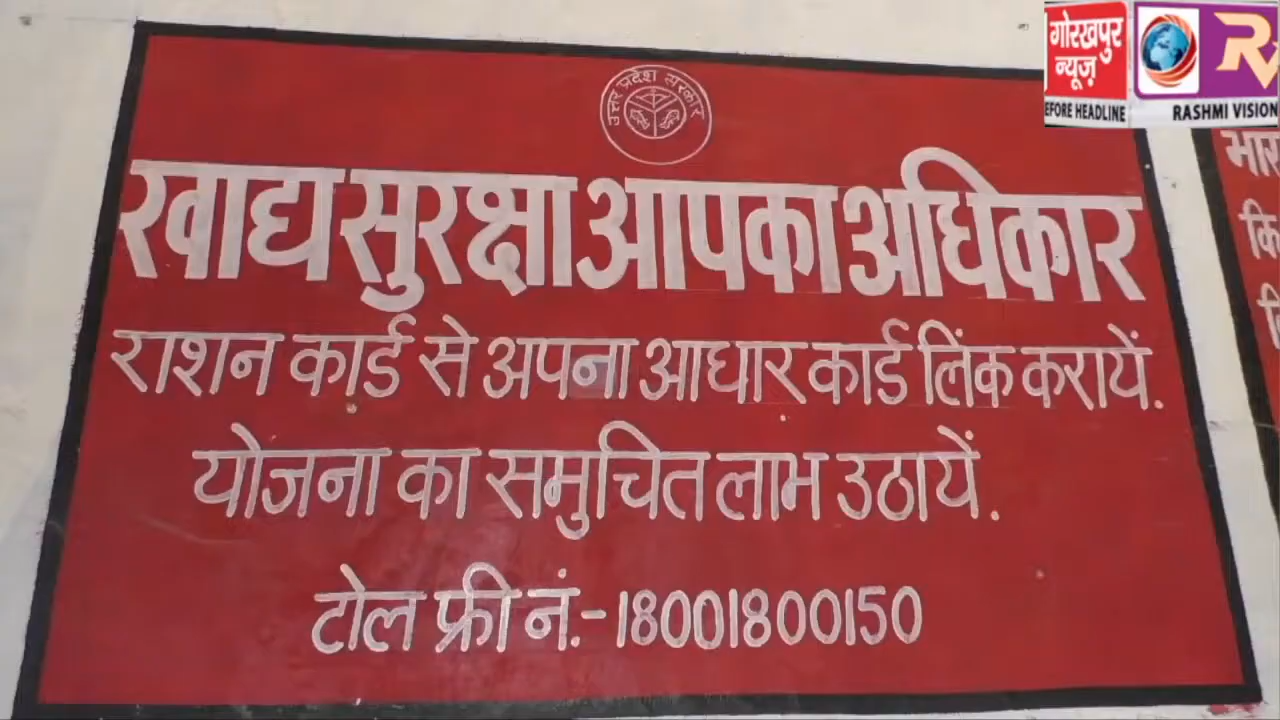 गोरखपुर
न्यूज़
EFORE HEADLINE
R
RASHMI VISION
उत्तर प्रदेश सरकार
खाद्य सुरक्षा आपका अधिकार
राशन कार्ड से अपना आधार कार्ड लिंक करायें.
योजना का समुचित लाभ उठायें.
टोल फ्री नं.-18001800150